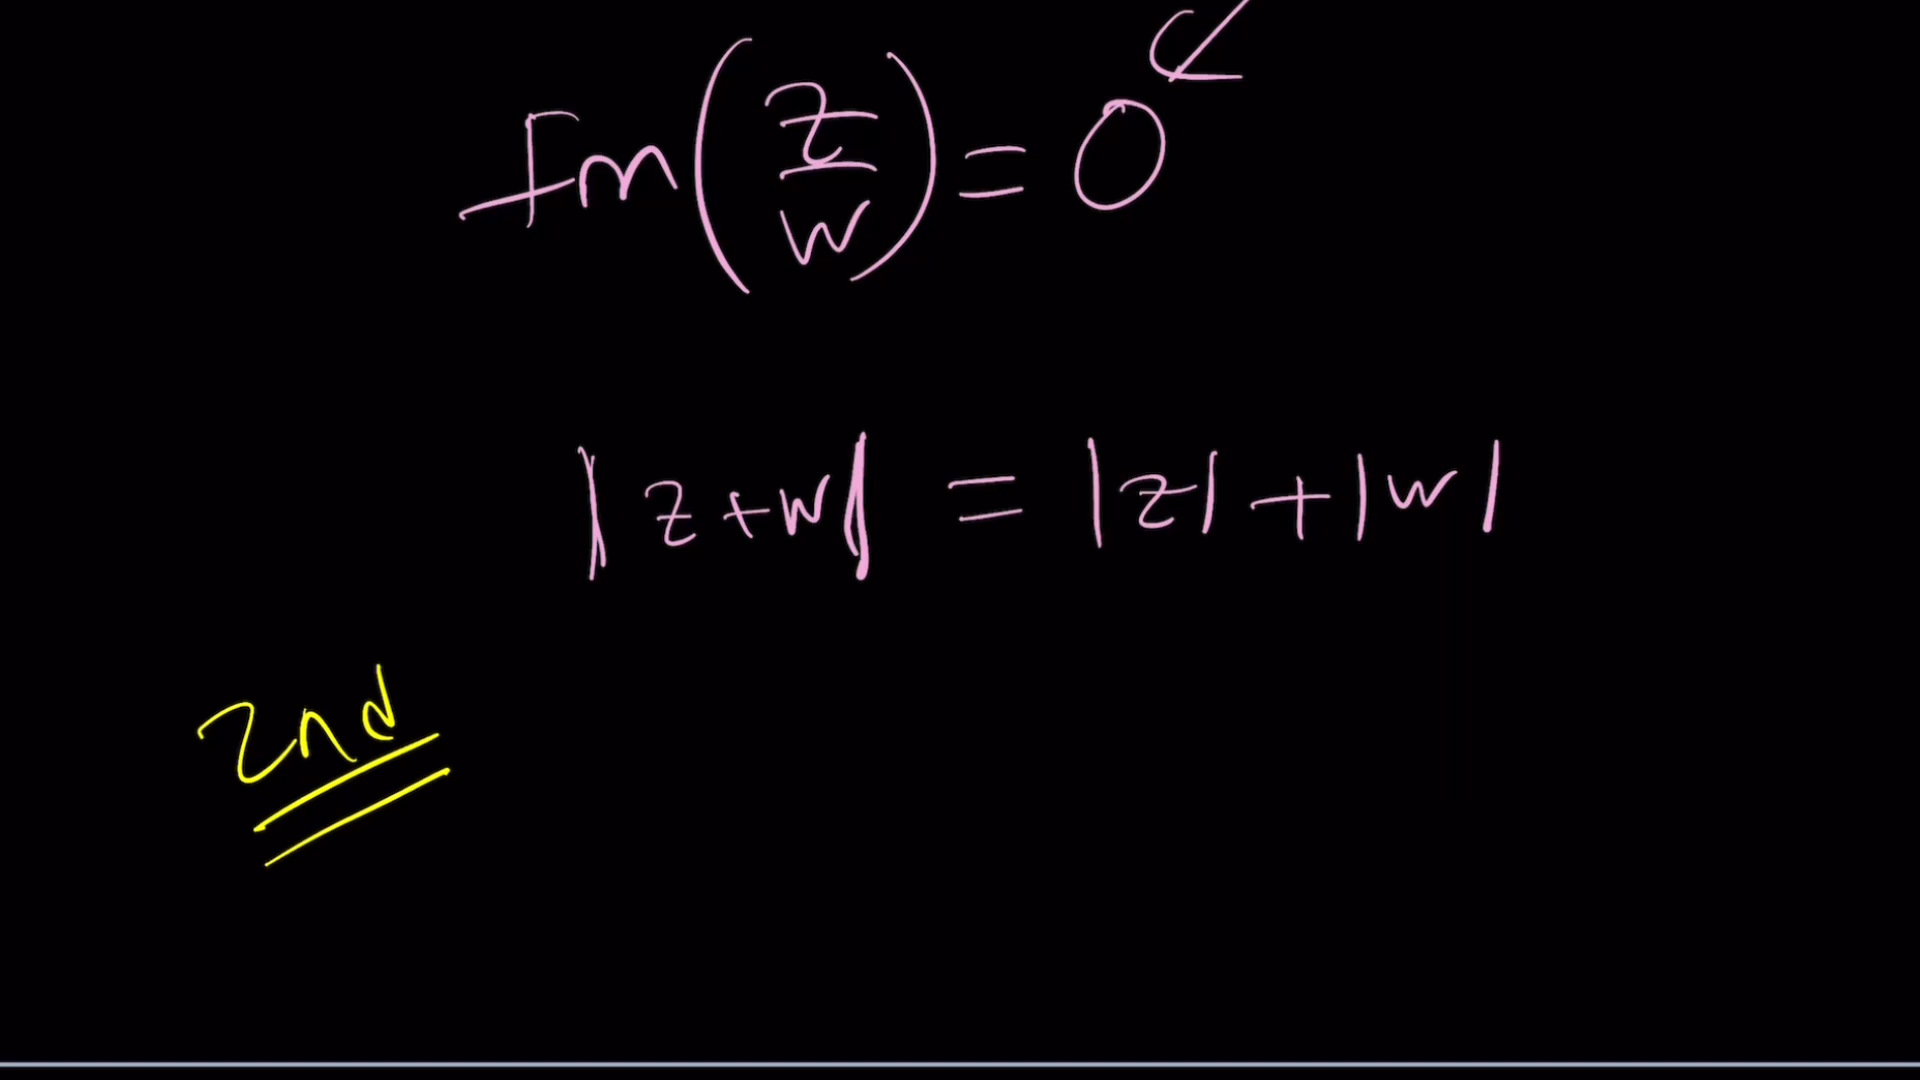 Im(z/w) = 0
|z+w| = |z| + |w|
2nd